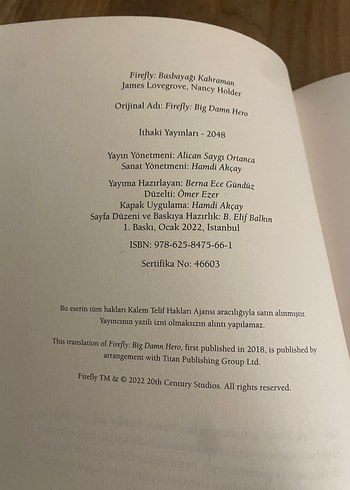 Firefly: Basbayağı Kahraman
James Lovegrove, Nancy Holder
Orijinal Adı: Firefly: Big Damn Hero
İthaki Yayınları - 2048
Yayın Yönetmeni: Alican Saygı Ortanca
Sanat Yönetmeni: Hamdi Akçay
Yayıma Hazırlayan: Berna Ece Gündüz
Düzelti: Ömer Ezer
Kapak Uygulama: Hamdi Akçay
Sayfa Düzeni ve Baskıya Hazırlık: B. Elif Balkın
1. Baskı, Ocak 2022, İstanbul
ISBN: 978-625-8475-66-1
Sertifika No: 46603
Bu eserin tüm hakları Kalem Telif Hakları Ajansı aracılığıyla satın alınmıştır.
Yayıncının yazılı izni olmaksızın alıntı yapılamaz.
This translation of Firefly: Big Damn Hero, first published in 2018, is published by
arrangement with Titan Publishing Group Ltd.
Firefly TM & © 2022 20th Century Studios. All rights reserved.